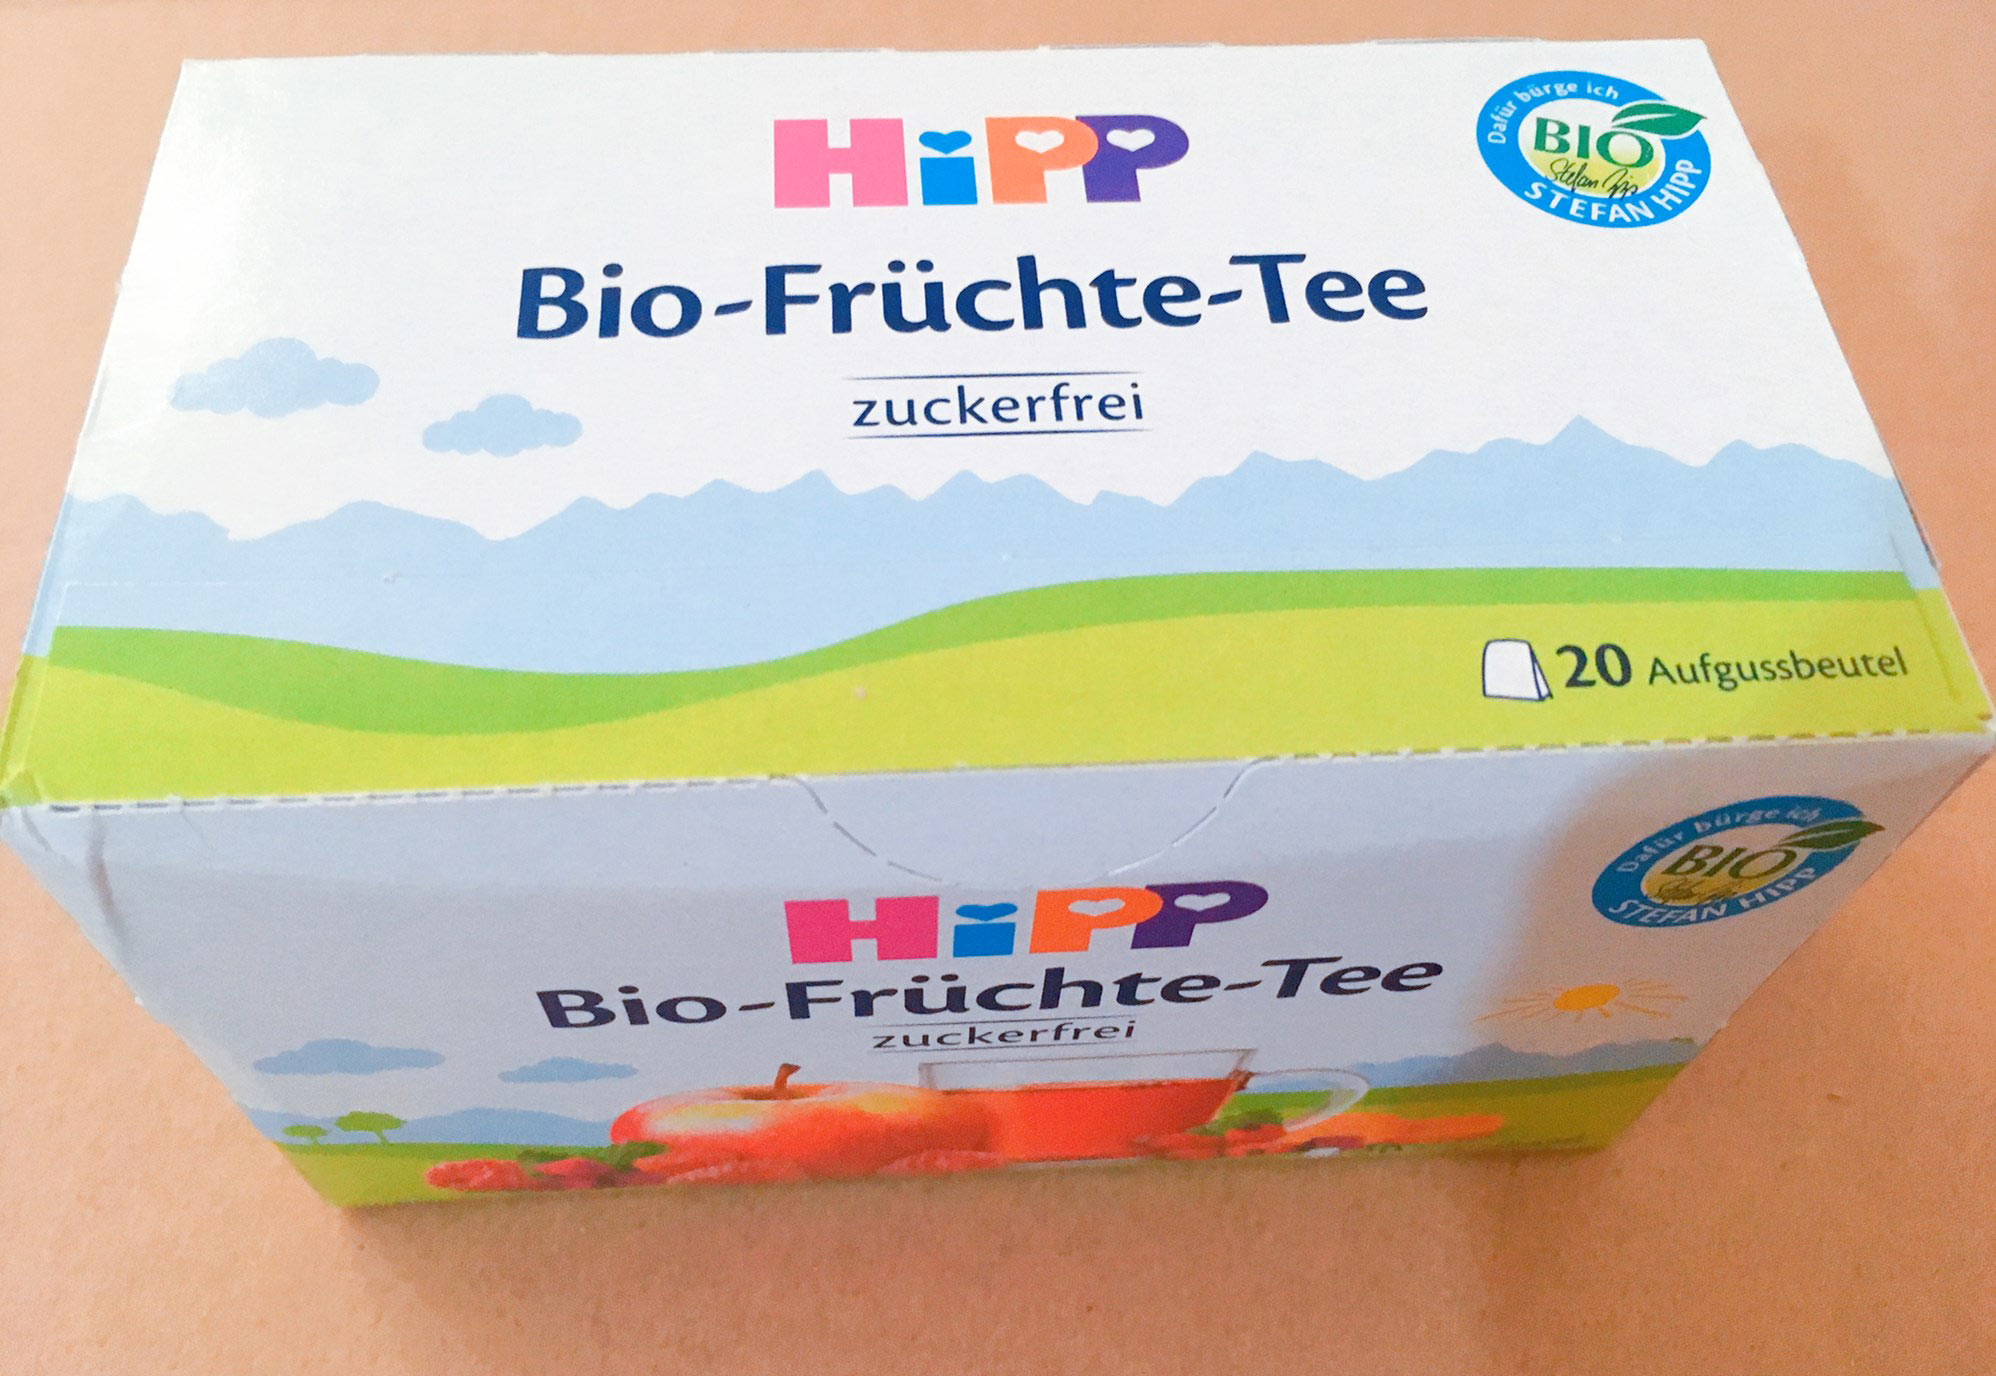 HiPP
Dafür bürge ich
BIO
STEFAN HIPP
Bio-Früchte-Tee
zuckerfrei
20 Aufgussbeutel
HiPP
Dafür bürge ich
BIO
STEFAN HIPP
Bio-Früchte-Tee
zuckerfrei